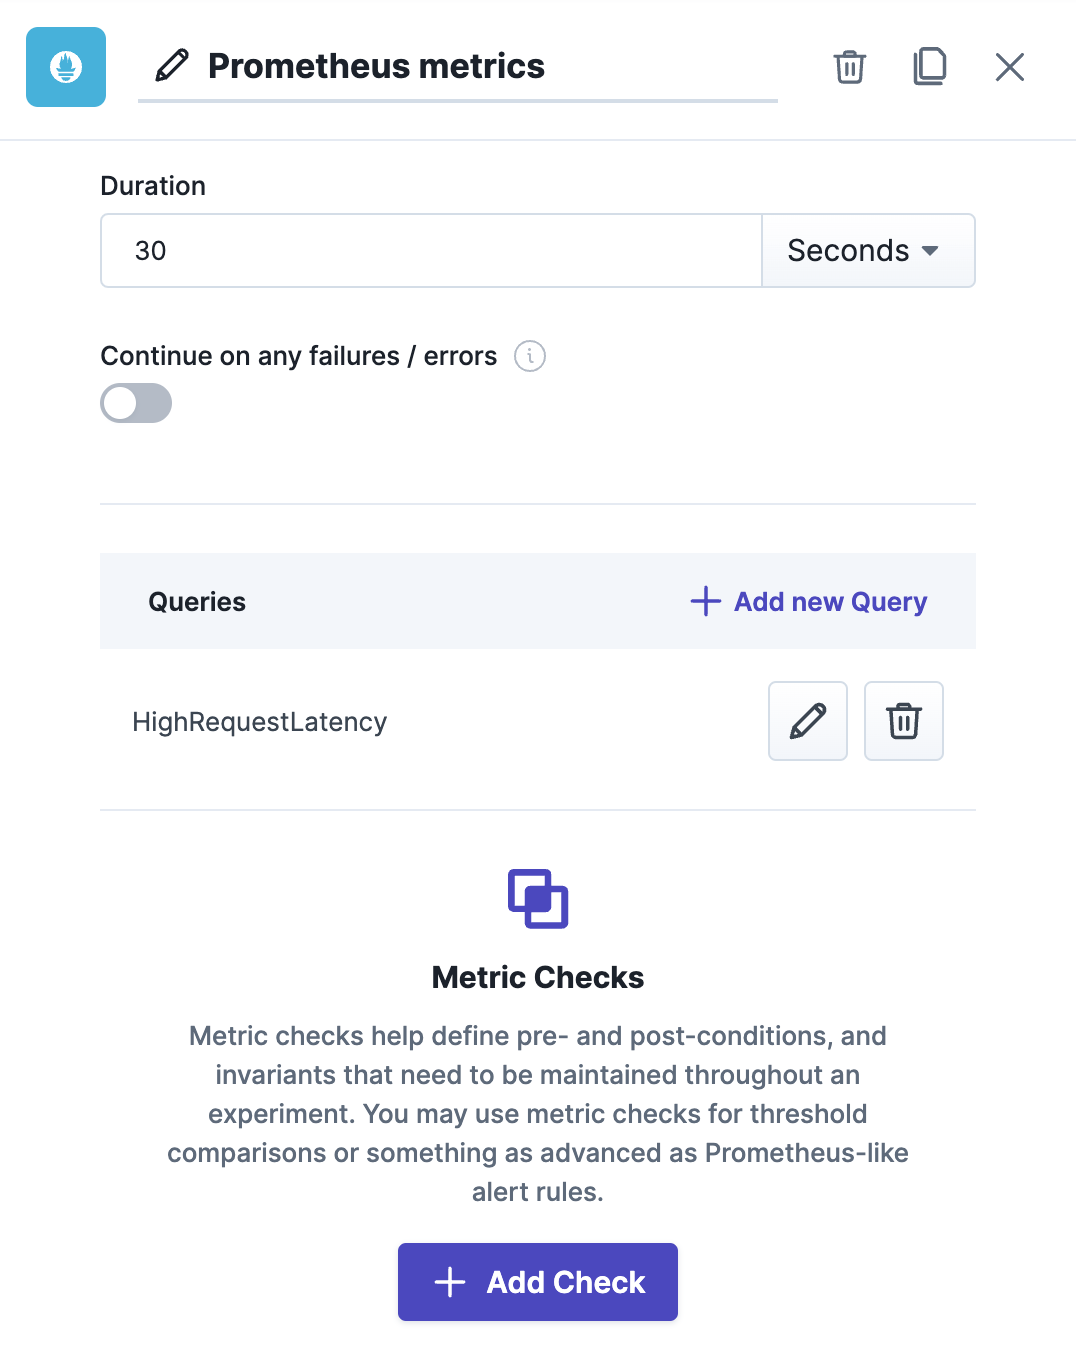 Prometheus metrics
Duration
30
Seconds
Continue on any failures / errors
Queries
Add new Query
HighRequestLatency
Metric Checks
Metric checks help define pre- and post-conditions, and
invariants that need to be maintained throughout an
experiment. You may use metric checks for threshold
comparisons or something as advanced as Prometheus-like
alert rules.
Add Check